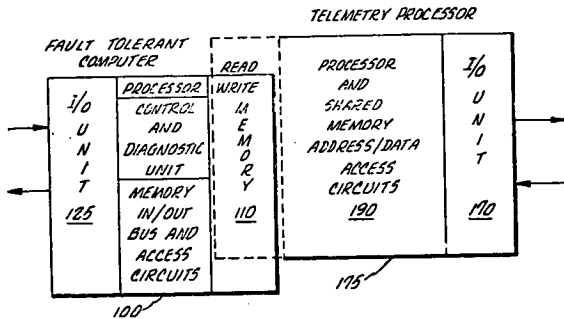 TELEMETRY PROCESSOR
FAULT TOLERANT
COMPUTER
I/O
UNIT
125
PROCESSOR
CONTROL
AND
DIAGNOSTIC
UNIT
MEMORY
IN/OUT
BUS AND
ACCESS
CIRCUITS
READ
WRITE
MEMORY
110
PROCESSOR
AND
SHARED
MEMORY
ADDRESS/DATA
ACCESS
CIRCUITS
190
I/O
UNIT
170
100
175